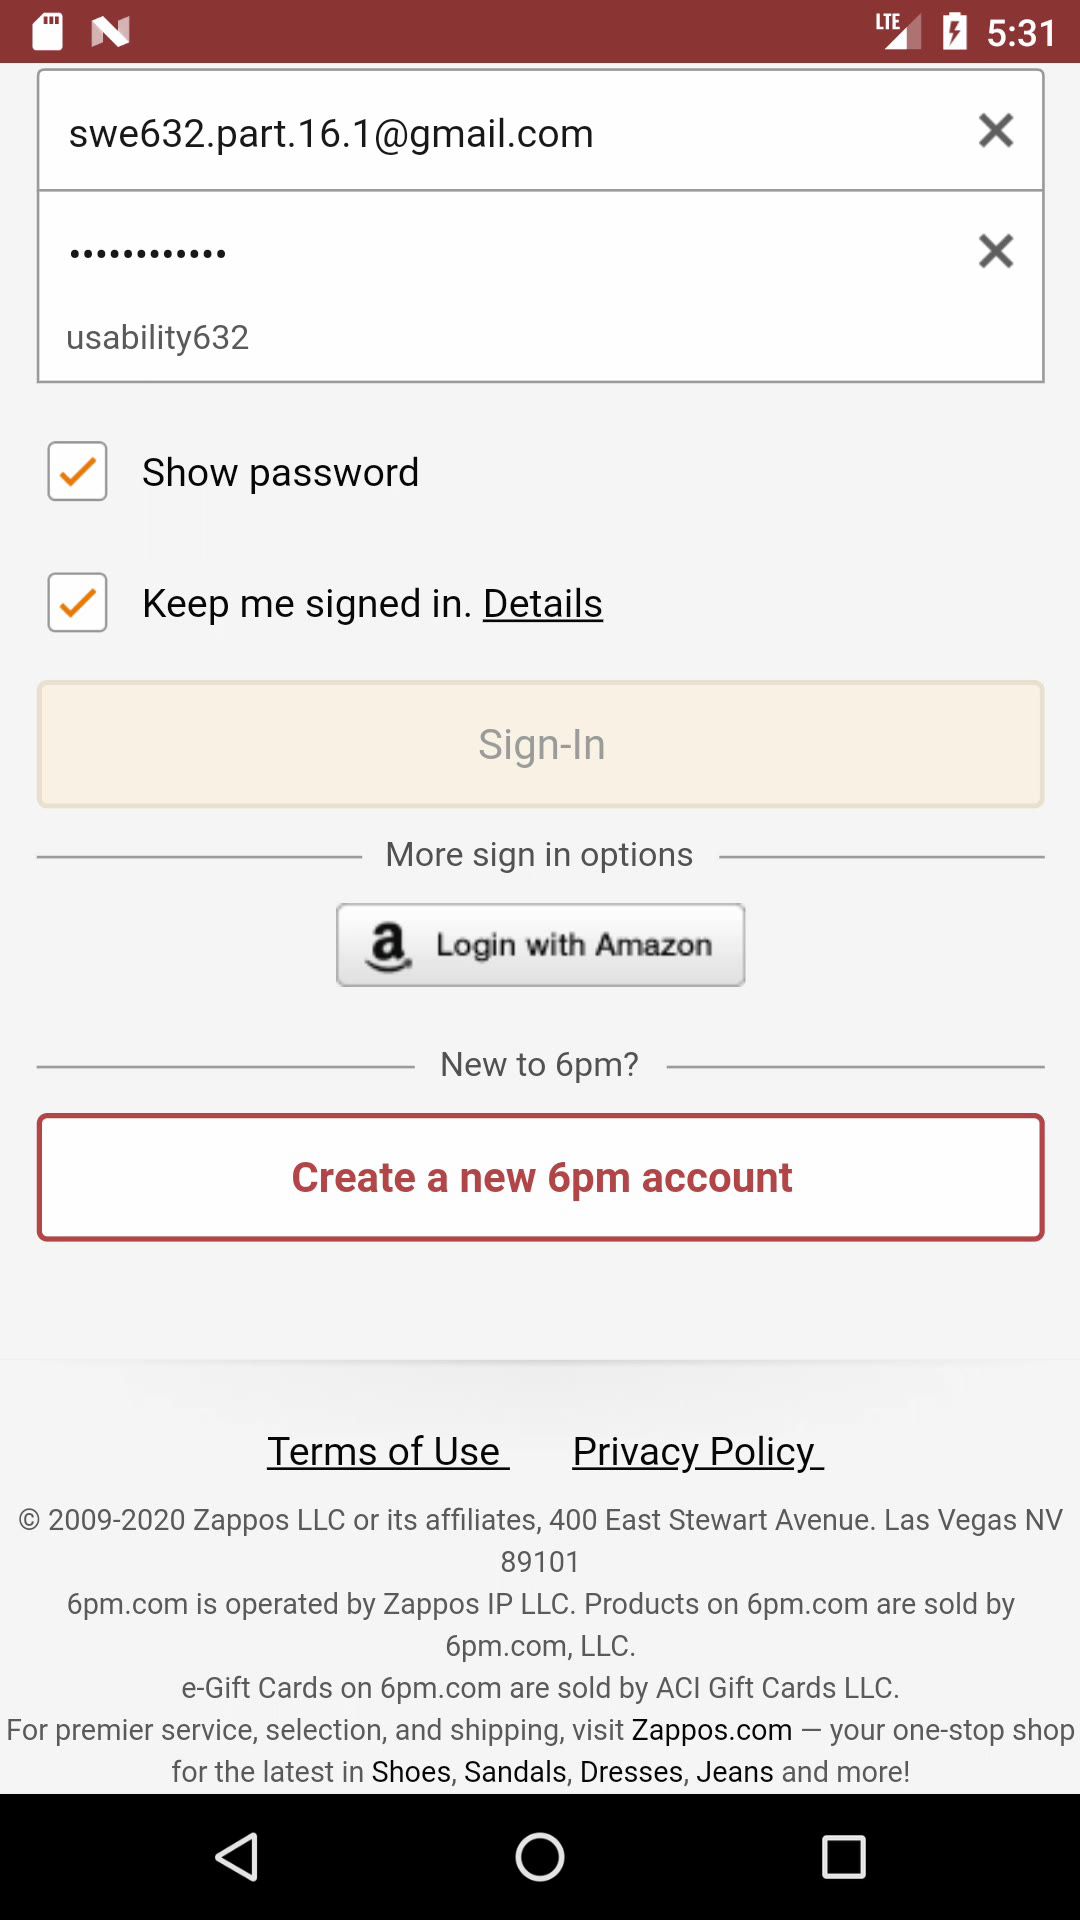 LTE 5:31
swe632.part.16.1@gmail.com
••••••••••••
usability632
Show password
Keep me signed in. Details
Sign-In
More sign in options
a Login with Amazon
New to 6pm?
Create a new 6pm account
Terms of Use Privacy Policy
© 2009-2020 Zappos LLC or its affiliates, 400 East Stewart Avenue. Las Vegas NV
89101
6pm.com is operated by Zappos IP LLC. Products on 6pm.com are sold by
6pm.com, LLC.
e-Gift Cards on 6pm.com are sold by ACI Gift Cards LLC.
For premier service, selection, and shipping, visit Zappos.com — your one-stop shop
for the latest in Shoes, Sandals, Dresses, Jeans and more!